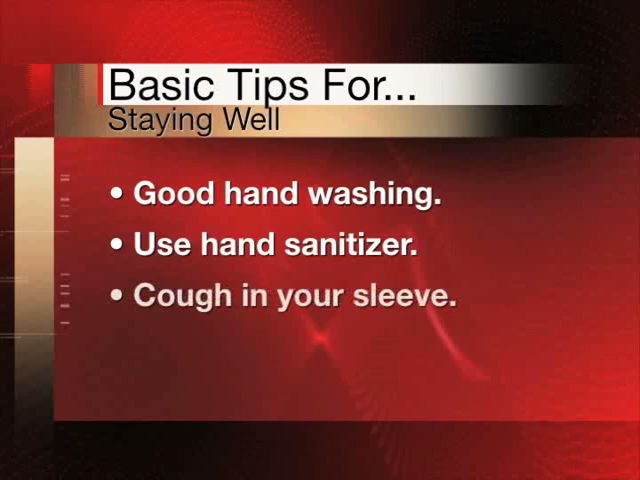 Basic Tips For...
Staying Well
• Good hand washing.
• Use hand sanitizer.
• Cough in your sleeve.